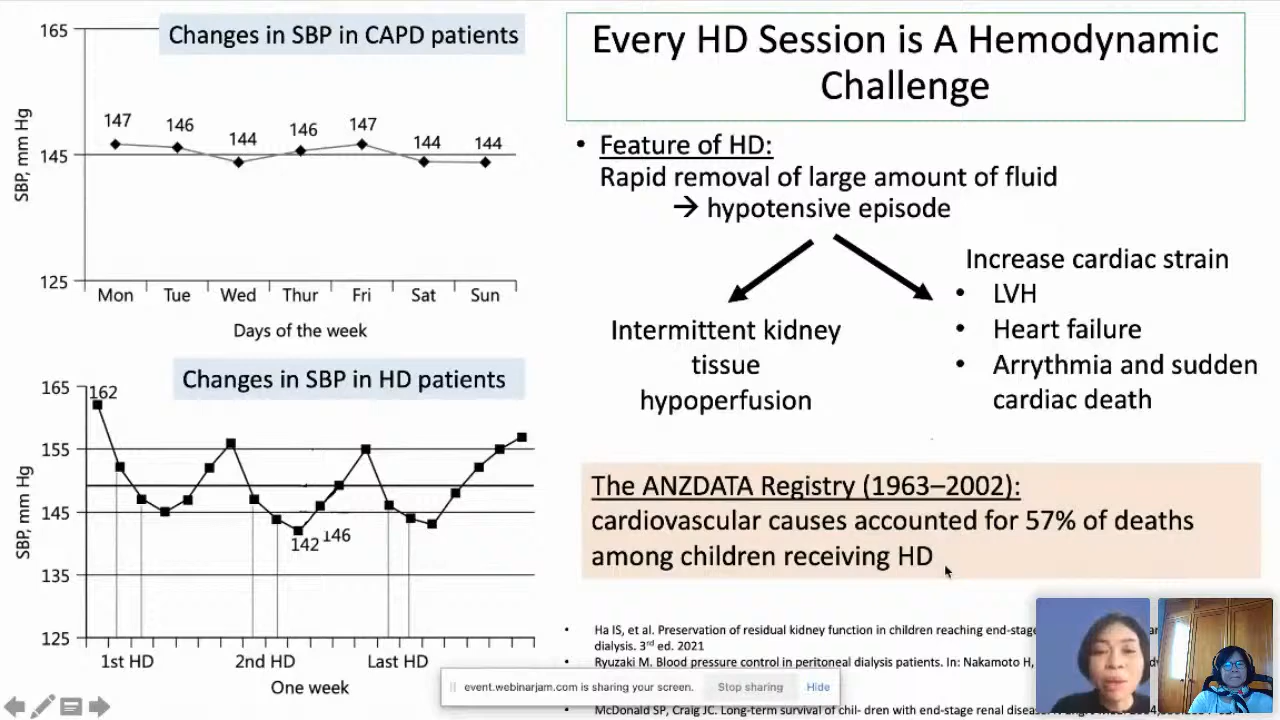 Changes in SBP in CAPD patients
165
145
125
SBP, mm Hg
147 146 144 146 147 144 144
Mon Tue Wed Thur Fri Sat Sun
Days of the week
Changes in SBP in HD patients
165
155
145
135
125
SBP, mm Hg
162
142 146
1st HD 2nd HD Last HD
One week
Every HD Session is A Hemodynamic
Challenge
• Feature of HD:
Rapid removal of large amount of fluid
→ hypotensive episode
Intermittent kidney
tissue
hypoperfusion
Increase cardiac strain
• LVH
• Heart failure
• Arrythmia and sudden
cardiac death
The ANZDATA Registry (1963–2002):
cardiovascular causes accounted for 57% of deaths
among children receiving HD
• Ha IS, et al. Preservation of residual kidney function in children reaching end-stage
dialysis. 3rd ed. 2021
• Ryuzaki M. Blood pressure control in peritoneal dialysis patients. In: Nakamoto H,
• McDonald SP, Craig JC. Long-term survival of chil- dren with end-stage renal
event.webinarjam.com is sharing your screen. Stop sharing Hide